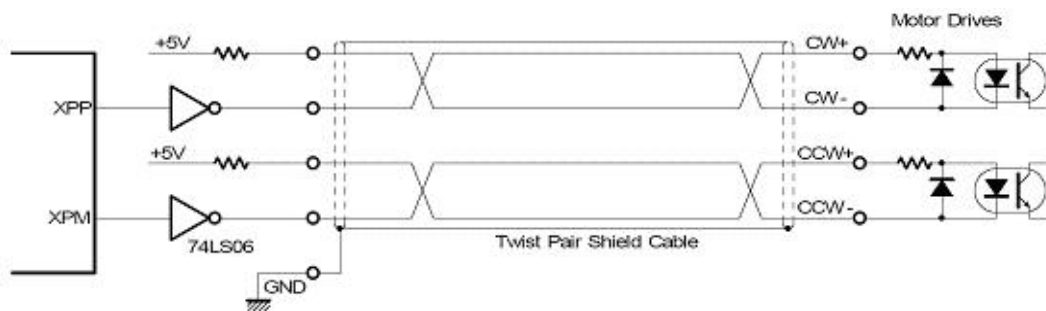 Motor Drives
+5V
CW+
XPP
CW-
+5V
CCW+
XPM
CCW-
74LS06
Twist Pair Shield Cable
GND